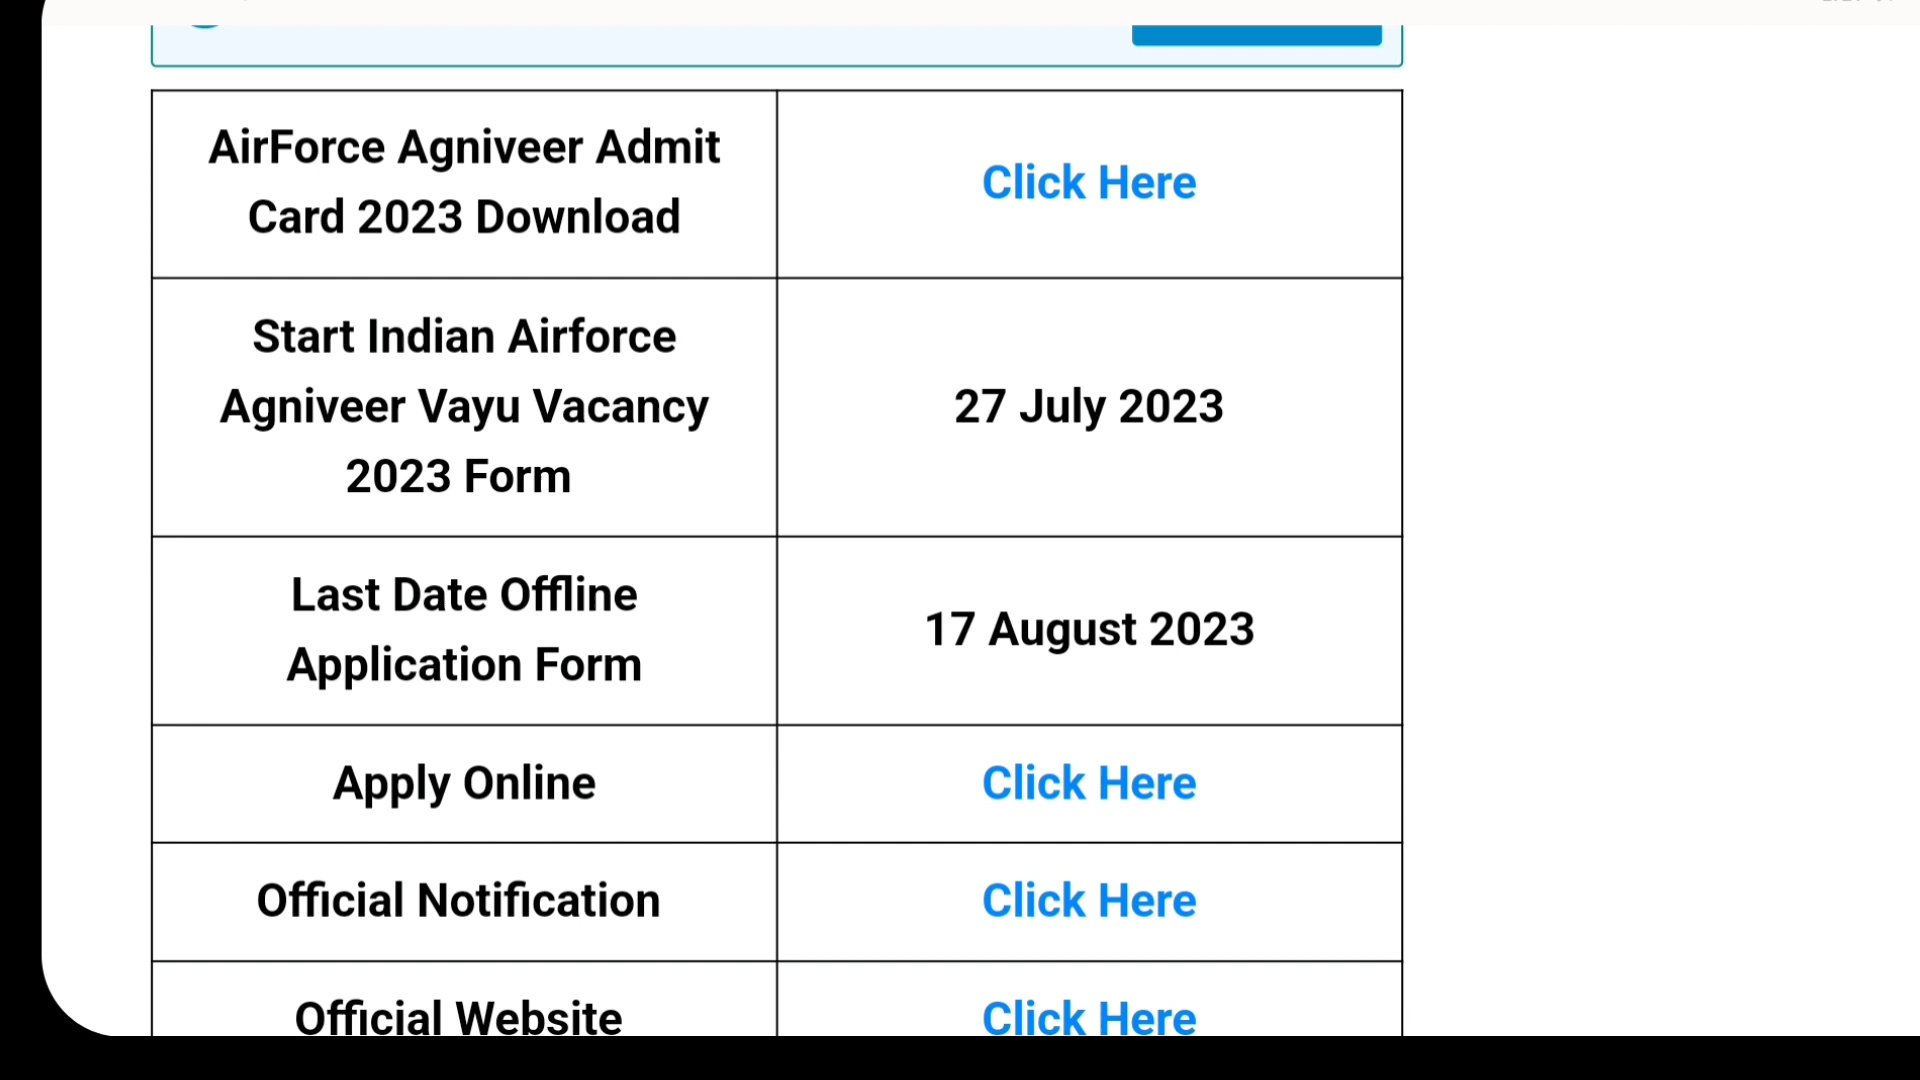 AirForce Agniveer Admit
Card 2023 Download
Click Here
Start Indian Airforce
Agniveer Vayu Vacancy
2023 Form
27 July 2023
Last Date Offline
Application Form
17 August 2023
Apply Online
Click Here
Official Notification
Click Here
Official Website
Click Here